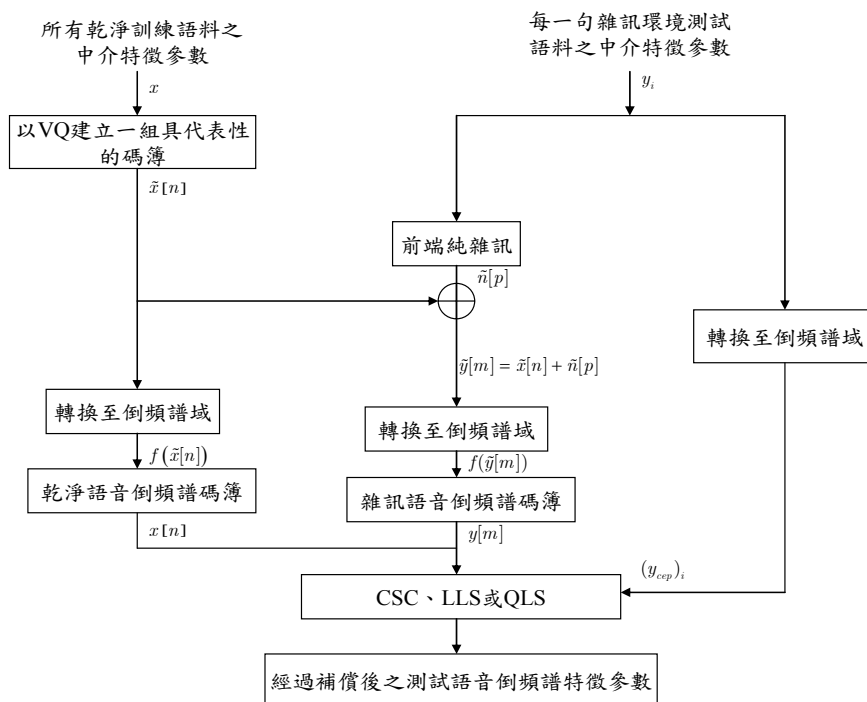 所有乾淨訓練語料之
中介特徵參數
每一句雜訊環境測試
語料之中介特徵參數
x
y_i
以VQ建立一組具代表性
的碼簿
x̃[n]
前端純雜訊
ñ[p]
轉換至倒頻譜域
ỹ[m] = x̃[n] + ñ[p]
轉換至倒頻譜域
轉換至倒頻譜域
f(x̃[n])
f(ỹ[m])
乾淨語音倒頻譜碼簿
雜訊語音倒頻譜碼簿
x[n]
y[m]
(y_cep)_i
CSC、LLS或QLS
經過補償後之測試語音倒頻譜特徵參數